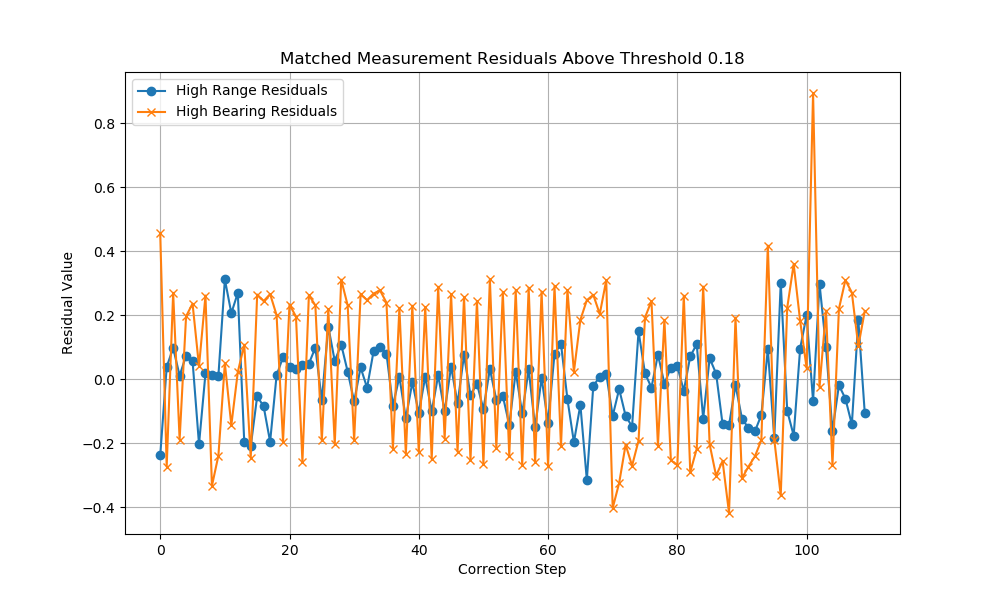 Matched Measurement Residuals Above Threshold 0.18
High Range Residuals
High Bearing Residuals
0.8
0.6
0.4
0.2
0.0
−0.2
−0.4
Residual Value
0 20 40 60 80 100
Correction Step